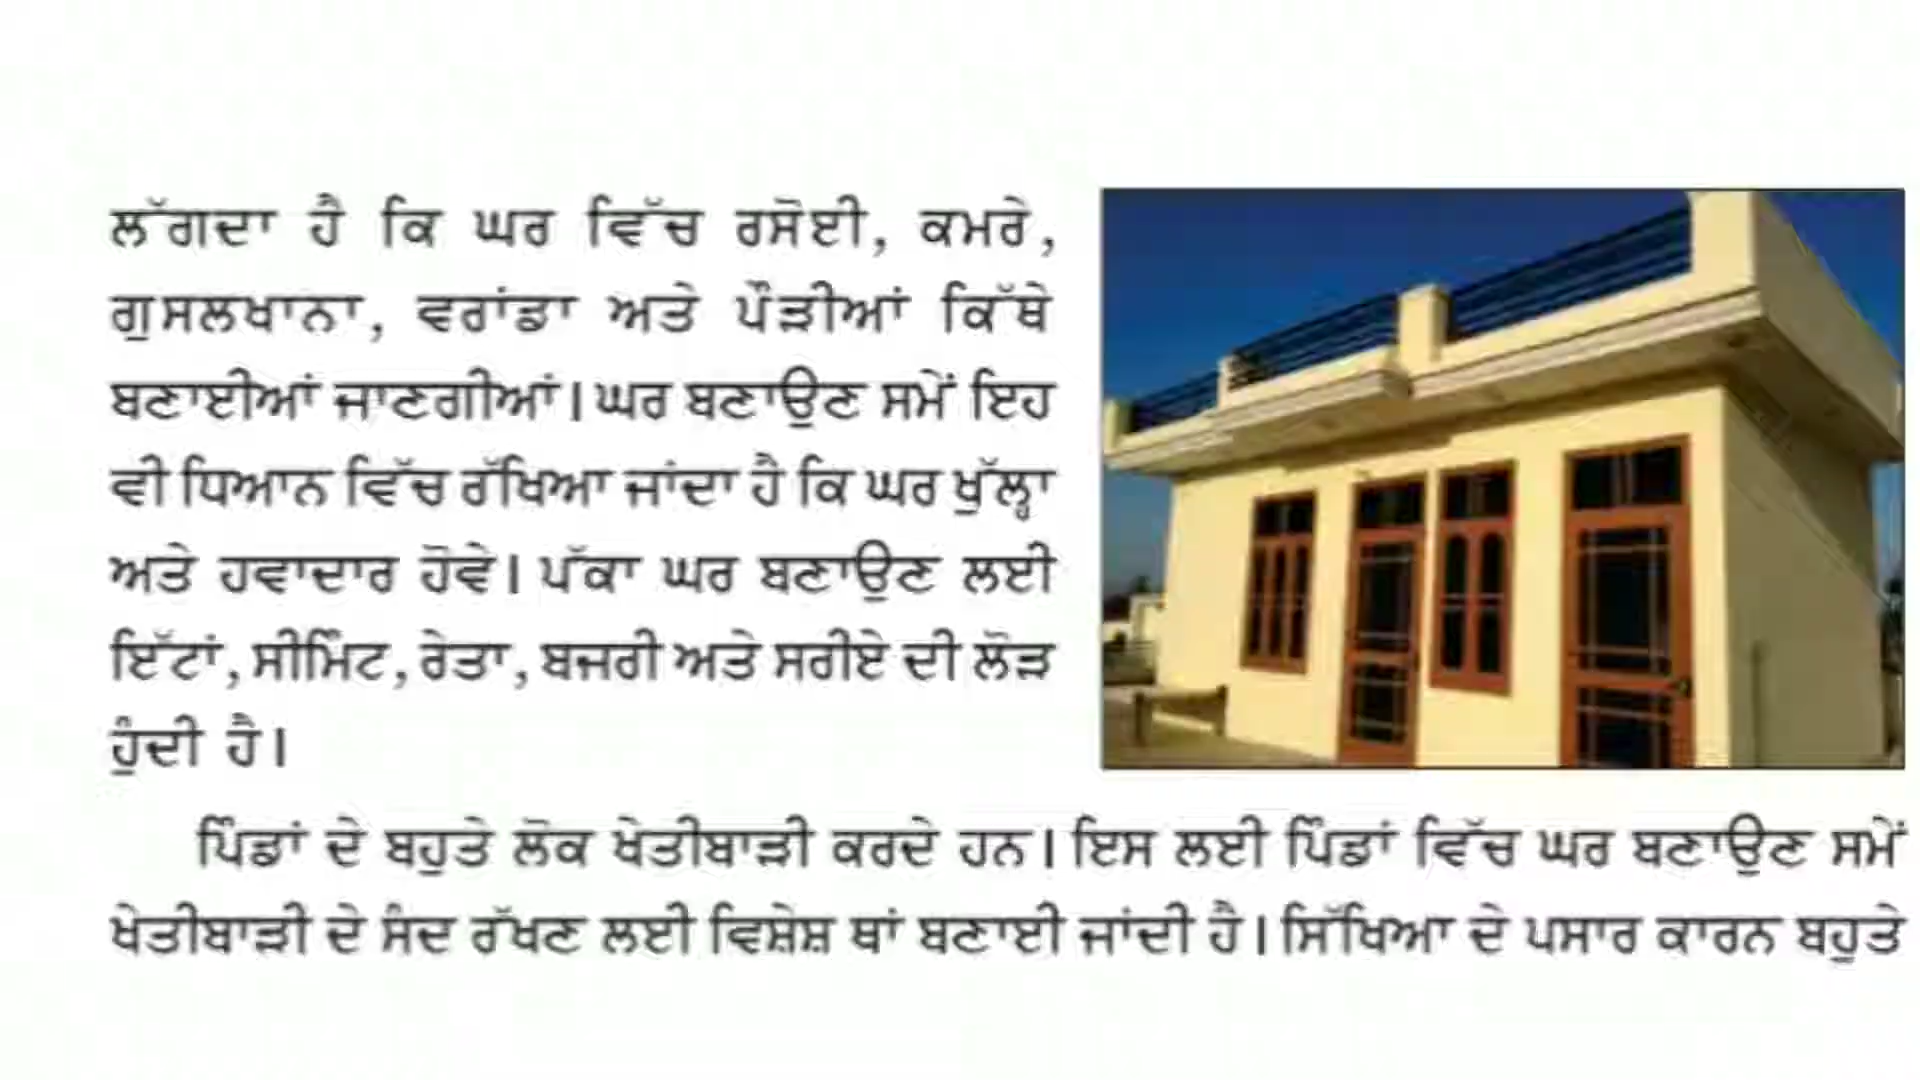 ਲੱਗਦਾ ਹੈ ਕਿ ਘਰ ਵਿੱਚ ਰਸੋਈ, ਕਮਰੇ,
ਗੁਸਲਖਾਨਾ, ਵਰਾਂਡਾ ਅਤੇ ਪੌੜੀਆਂ ਕਿੱਥੇ
ਬਣਾਈਆਂ ਜਾਣਗੀਆਂ। ਘਰ ਬਣਾਉਣ ਸਮੇਂ ਇਹ
ਵੀ ਧਿਆਨ ਵਿੱਚ ਰੱਖਿਆ ਜਾਂਦਾ ਹੈ ਕਿ ਘਰ ਖੁੱਲ੍ਹਾ
ਅਤੇ ਹਵਾਦਾਰ ਹੋਵੇ। ਪੱਕਾ ਘਰ ਬਣਾਉਣ ਲਈ
ਇੱਟਾਂ, ਸੀਮਿੰਟ, ਰੇਤਾ, ਬਜਰੀ ਅਤੇ ਸਰੀਏ ਦੀ ਲੋੜ
ਹੁੰਦੀ ਹੈ।
ਪਿੰਡਾਂ ਦੇ ਬਹੁਤੇ ਲੋਕ ਖੇਤੀਬਾੜੀ ਕਰਦੇ ਹਨ। ਇਸ ਲਈ ਪਿੰਡਾਂ ਵਿੱਚ ਘਰ ਬਣਾਉਣ ਸਮੇਂ
ਖੇਤੀਬਾੜੀ ਦੇ ਸੰਦ ਰੱਖਣ ਲਈ ਵਿਸ਼ੇਸ਼ ਥਾਂ ਬਣਾਈ ਜਾਂਦੀ ਹੈ। ਸਿੱਖਿਆ ਦੇ ਪਸਾਰ ਕਾਰਨ ਬਹੁਤੇ